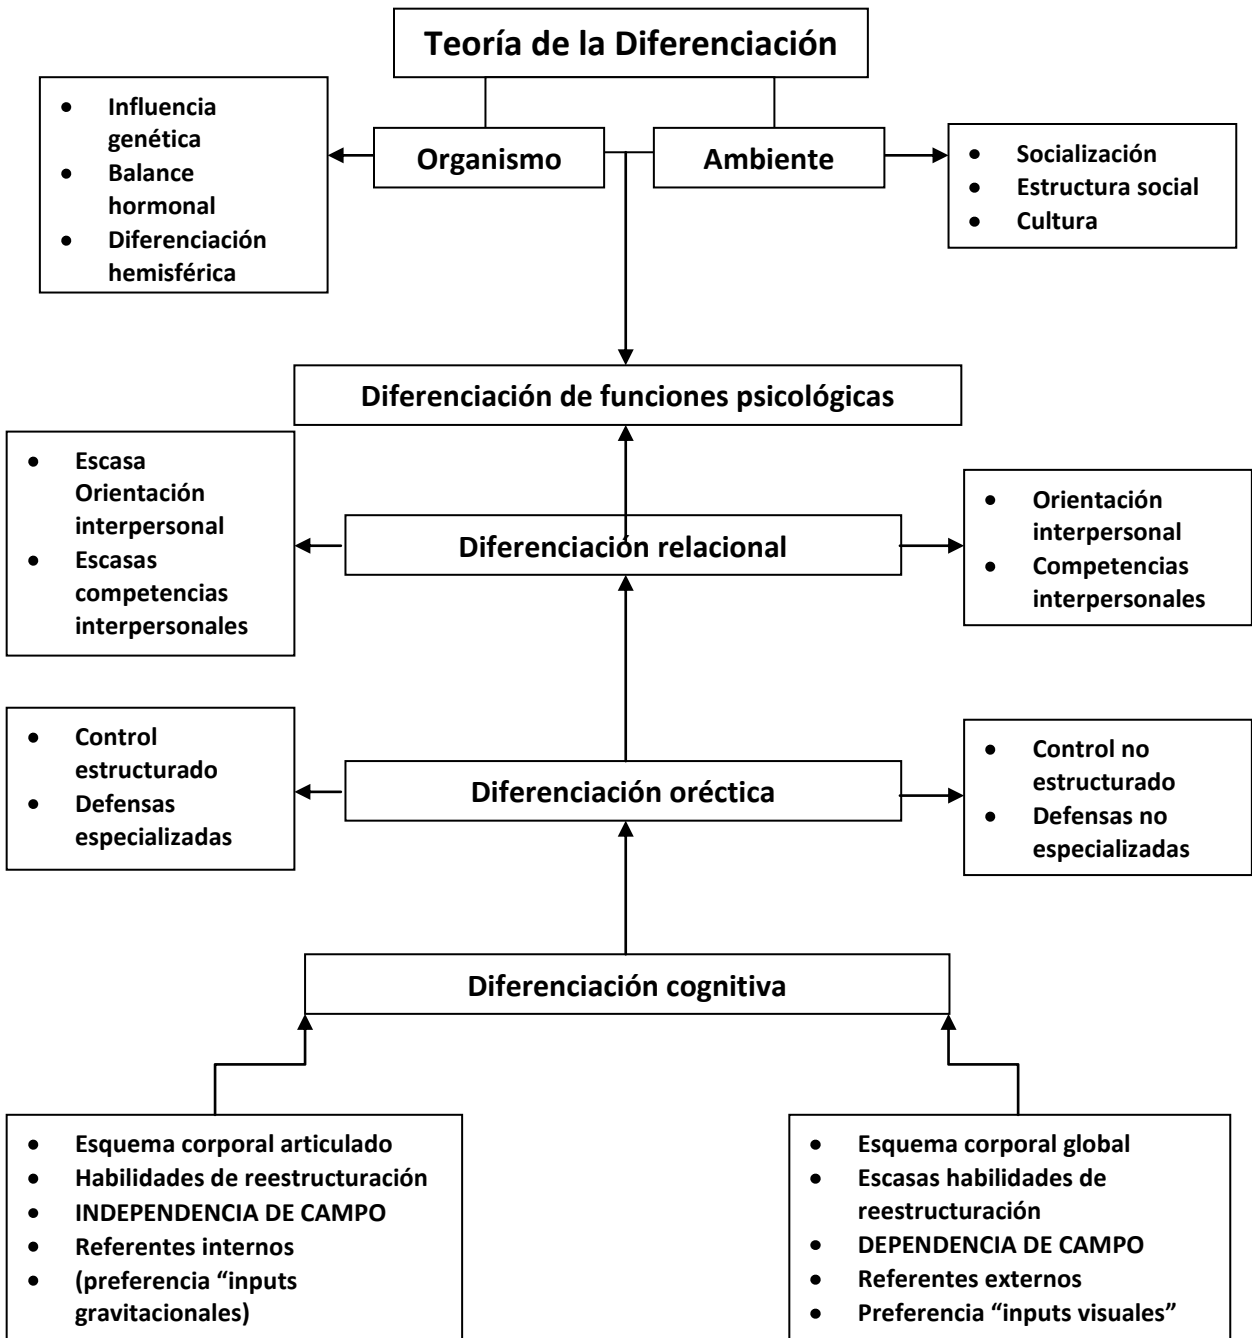 Teoría de la Diferenciación
• Influencia
genética
• Balance
hormonal
• Diferenciación
hemisférica
Organismo
Ambiente
• Socialización
• Estructura social
• Cultura
Diferenciación de funciones psicológicas
• Escasa
Orientación
interpersonal
• Escasas
competencias
interpersonales
Diferenciación relacional
• Orientación
interpersonal
• Competencias
interpersonales
• Control
estructurado
• Defensas
especializadas
Diferenciación oréctica
• Control no
estructurado
• Defensas no
especializadas
Diferenciación cognitiva
• Esquema corporal articulado
• Habilidades de reestructuración
• INDEPENDENCIA DE CAMPO
• Referentes internos
• (preferencia “inputs
gravitacionales)
• Esquema corporal global
• Escasas habilidades de
reestructuración
• DEPENDENCIA DE CAMPO
• Referentes externos
• Preferencia “inputs visuales”